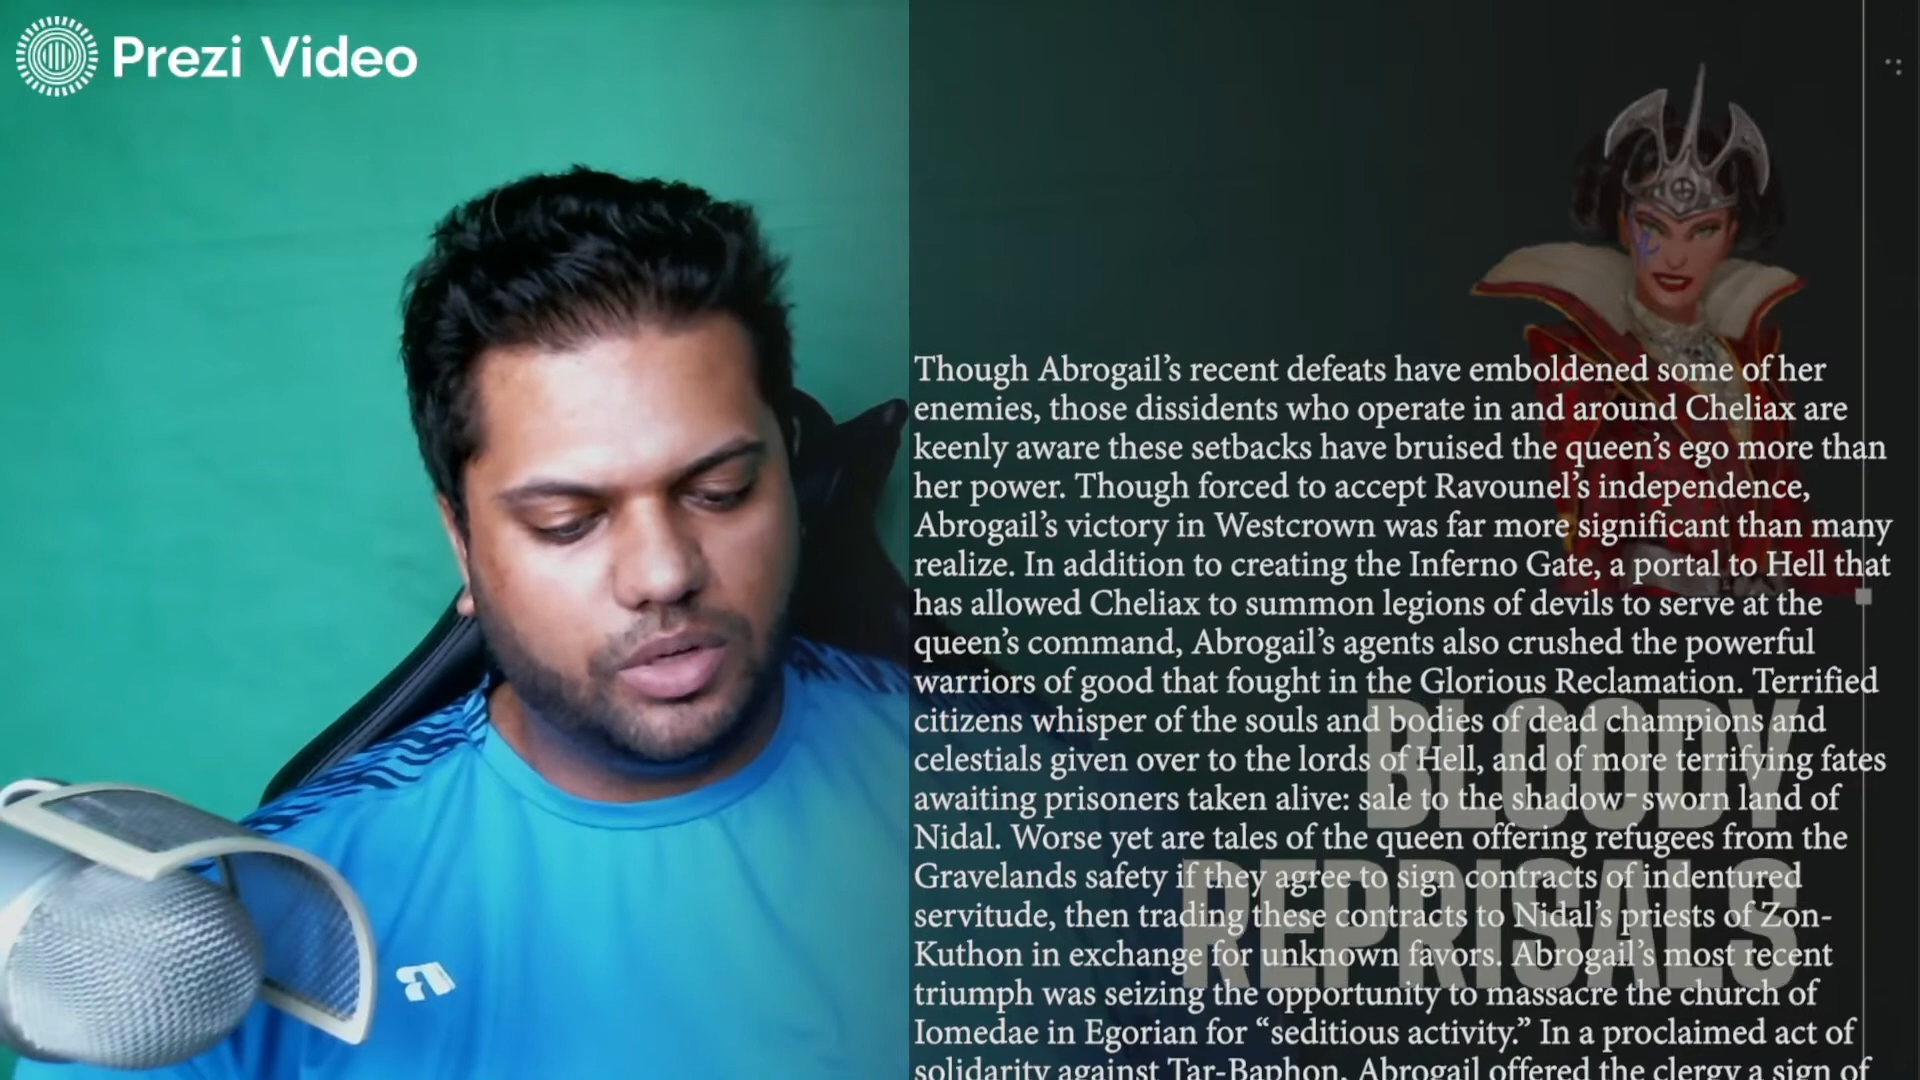 Prezi Video
Though Abrogail’s recent defeats have emboldened some of her
enemies, those dissidents who operate in and around Cheliax are
keenly aware these setbacks have bruised the queen’s ego more than
her power. Though forced to accept Ravounel’s independence,
Abrogail’s victory in Westcrown was far more significant than many
realize. In addition to creating the Inferno Gate, a portal to Hell that
has allowed Cheliax to summon legions of devils to serve at the
queen’s command, Abrogail’s agents also crushed the powerful
warriors of good that fought in the Glorious Reclamation. Terrified
citizens whisper of the souls and bodies of dead champions and
celestials given over to the lords of Hell, and of more terrifying fates
awaiting prisoners taken alive: sale to the shadow-sworn land of
Nidal. Worse yet are tales of the queen offering refugees from the
Gravelands safety if they agree to sign contracts of indentured
servitude, then trading these contracts to Nidal’s priests of Zon-
Kuthon in exchange for unknown favors. Abrogail’s most recent
triumph was seizing the opportunity to massacre the church of
Iomedae in Egorian for “seditious activity.” In a proclaimed act of
solidarity against Tar-Baphon, Abrogail offered the clergy a sign of
BLOODY
REPRISALS